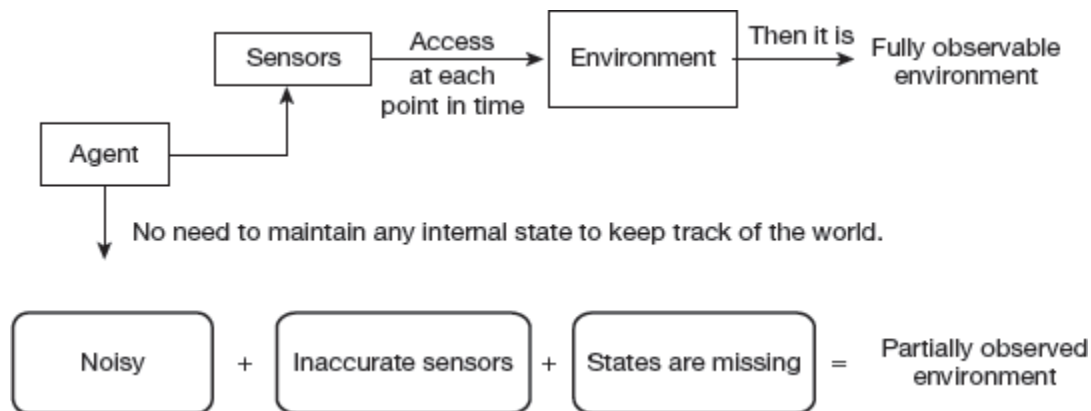 Sensors
Access
at each
point in time
Environment
Then it is
Fully observable
environment
Agent
No need to maintain any internal state to keep track of the world.
Noisy
+
Inaccurate sensors
+
States are missing
=
Partially observed
environment